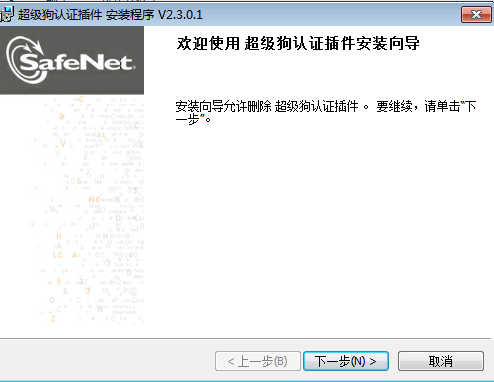 超级狗认证插件 安装程序 V2.3.0.1
SafeNet.
欢迎使用 超级狗认证插件安装向导
安装向导允许删除 超级狗认证插件 。 要继续，请单击“下
一步”。
< 上一步(B)
下一步(N) >
取消